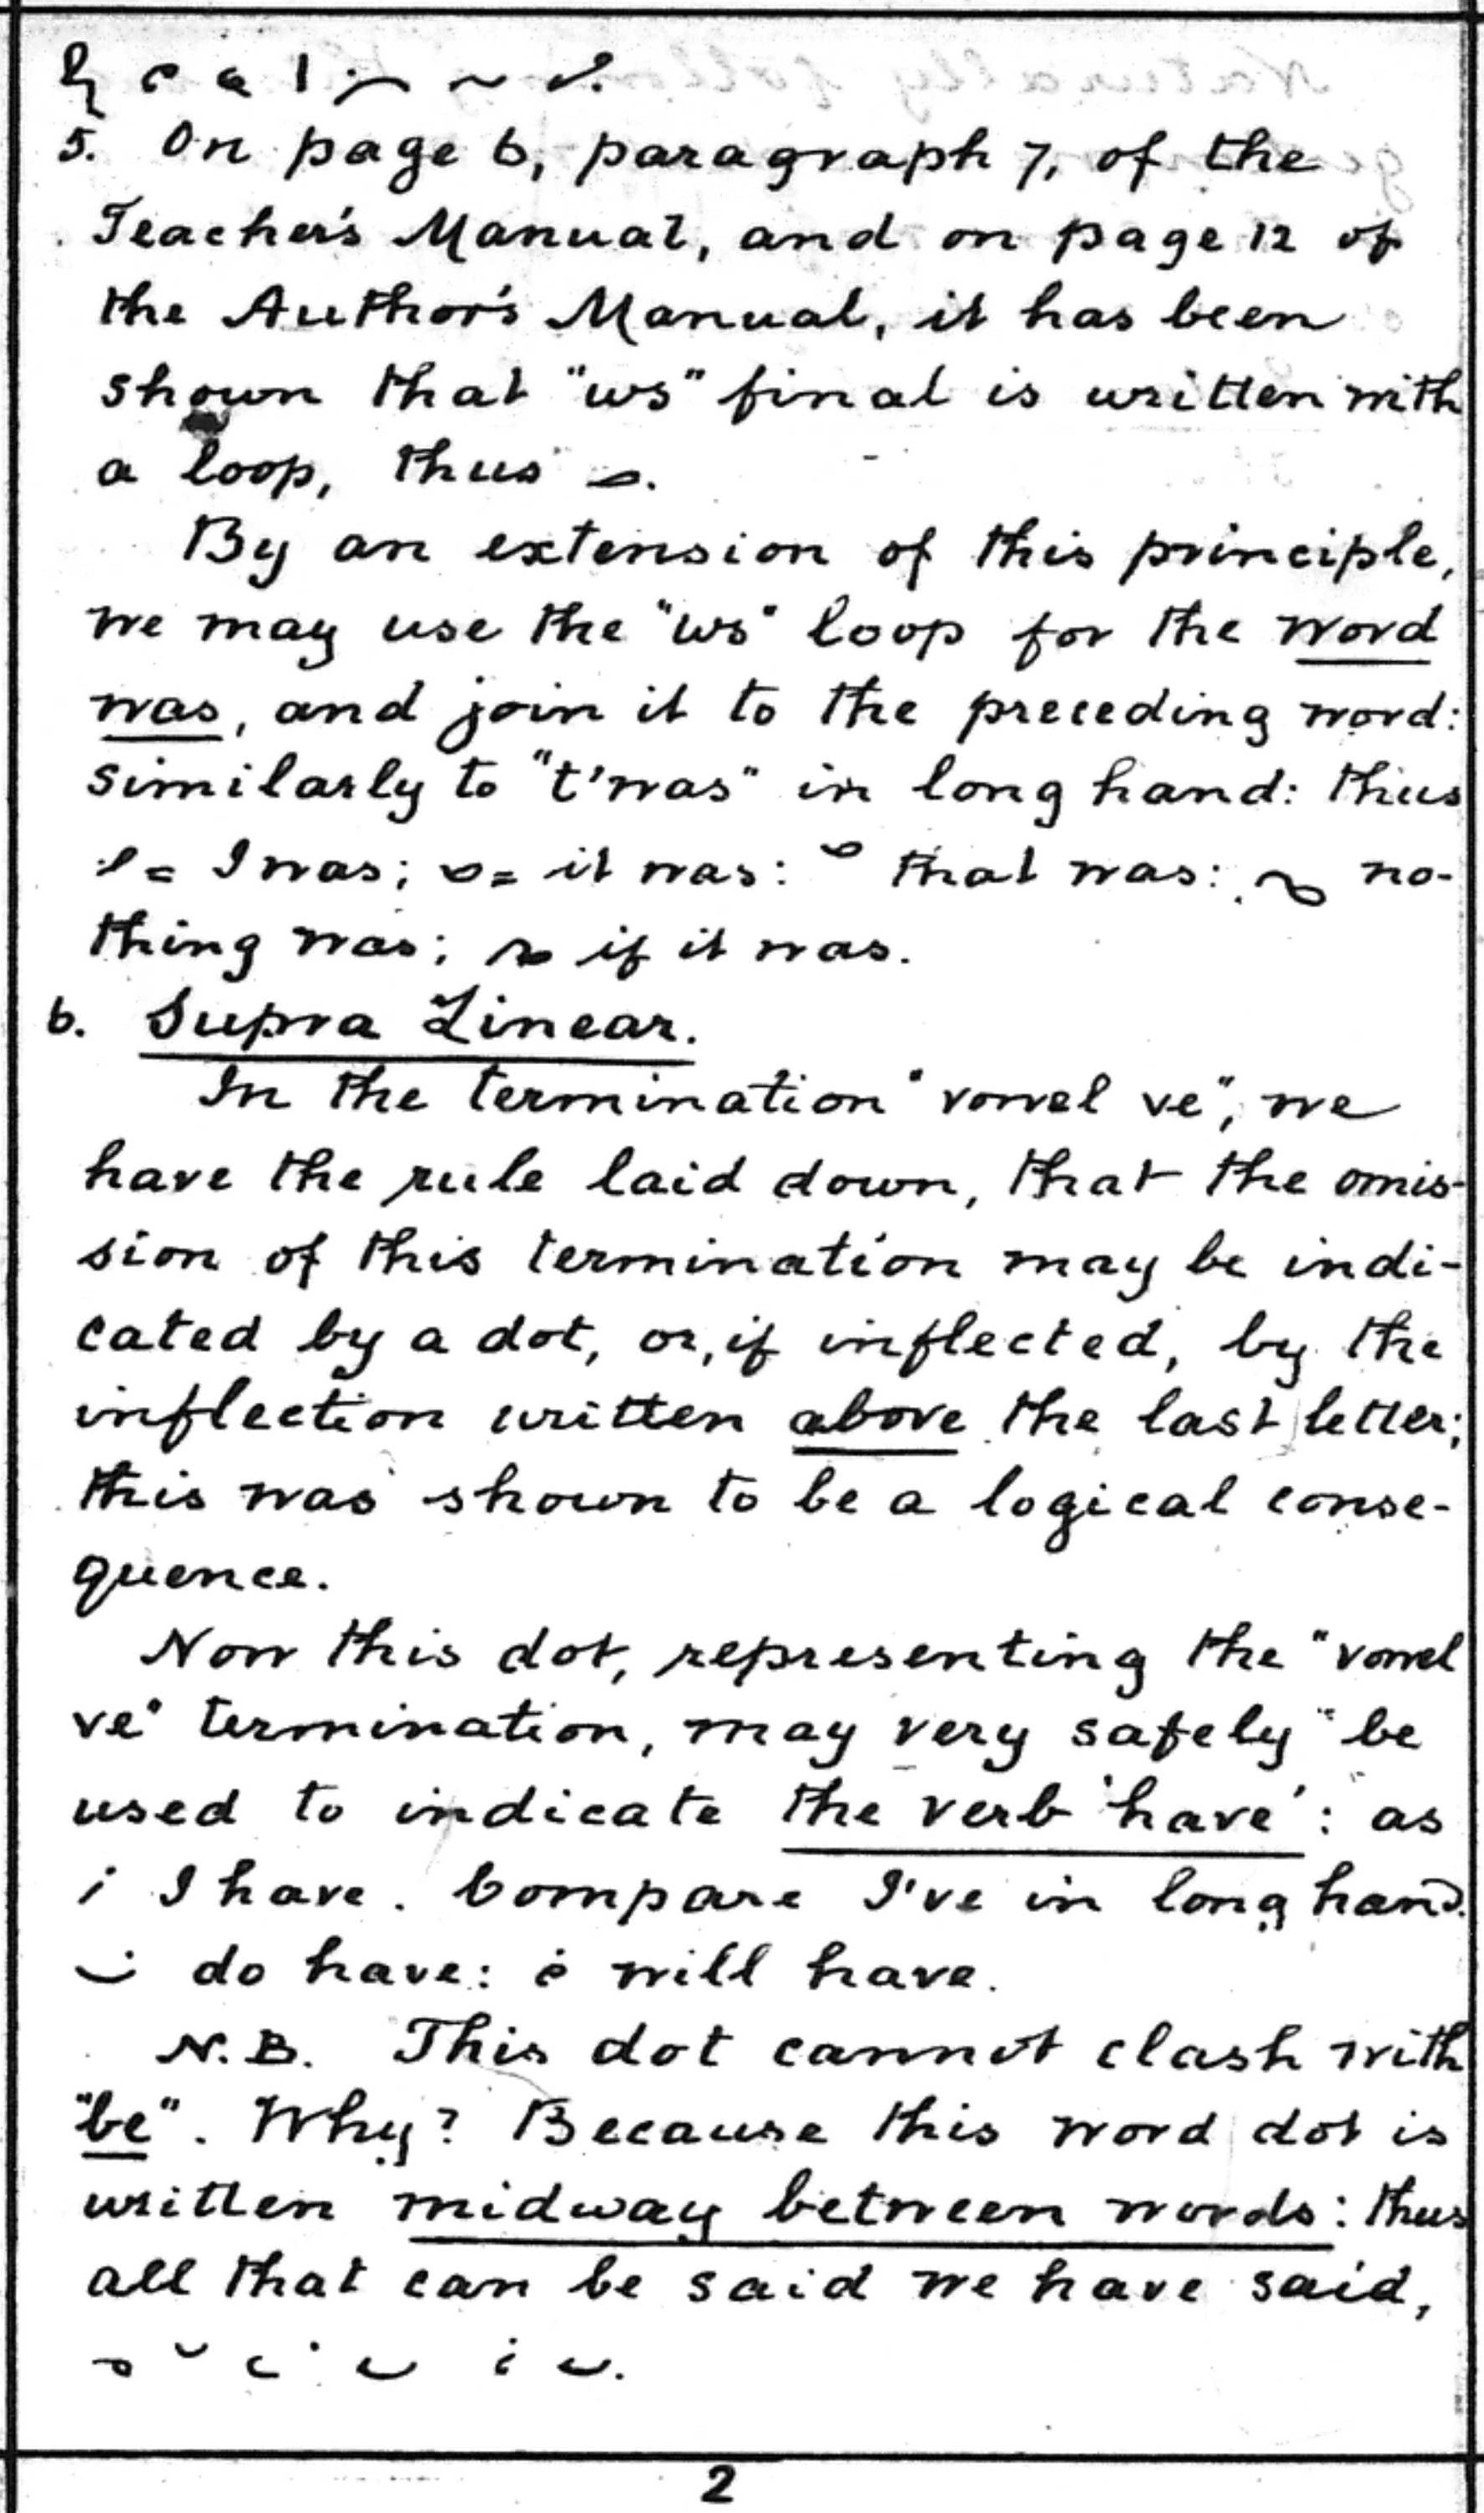 5. On page 6, paragraph 7, of the
Teacher's Manual, and on page 12 of
the Author's Manual, it has been
shown that "ws" final is written with
a loop, thus .
By an extension of this principle,
we may use the "ws" loop for the word
was, and join it to the preceding word:
similarly to "t'was" in long hand: thus
= I was; = it was: that was: no-
thing was; if it was.
6. Supra Linear.
In the termination "vowel ve", we
have the rule laid down, that the omis-
sion of this termination may be indi-
cated by a dot, or, if inflected, by the
inflection written above the last letter;
this was shown to be a logical conse-
quence.
Now this dot, representing the "vowel
ve" termination, may very safely be
used to indicate the verb 'have': as
I have. Compare I've in long hand.
do have: will have.
N.B. This dot cannot clash with
"be". Why? Because this word dot is
written midway between words: thus
all that can be said we have said,
2